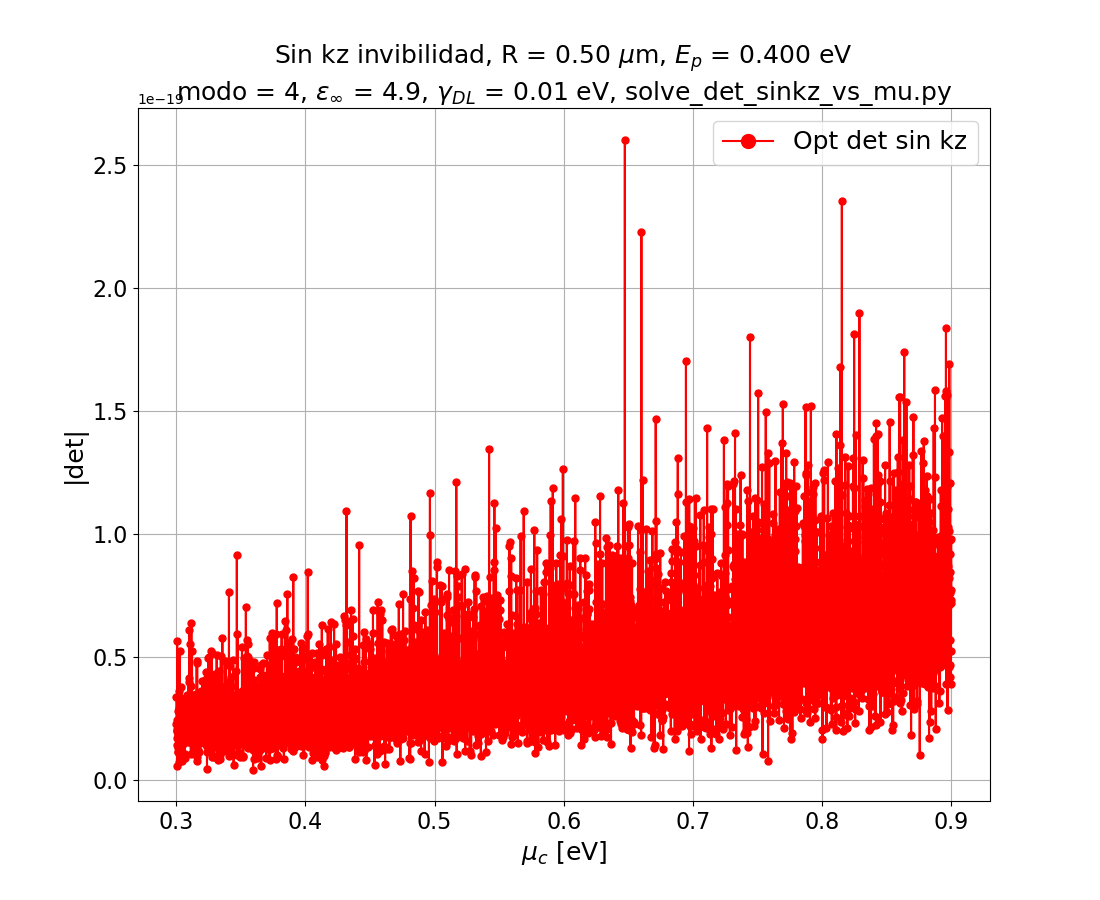 Sin kz invibilidad, R = 0.50 μm, E_p = 0.400 eV
modo = 4, ε_∞ = 4.9, γ_DL = 0.01 eV, solve_det_sinkz_vs_mu.py
1e−19
Opt det sin kz
2.5
2.0
1.5
1.0
0.5
0.0
|det|
0.3 0.4 0.5 0.6 0.7 0.8 0.9
μ_c [eV]